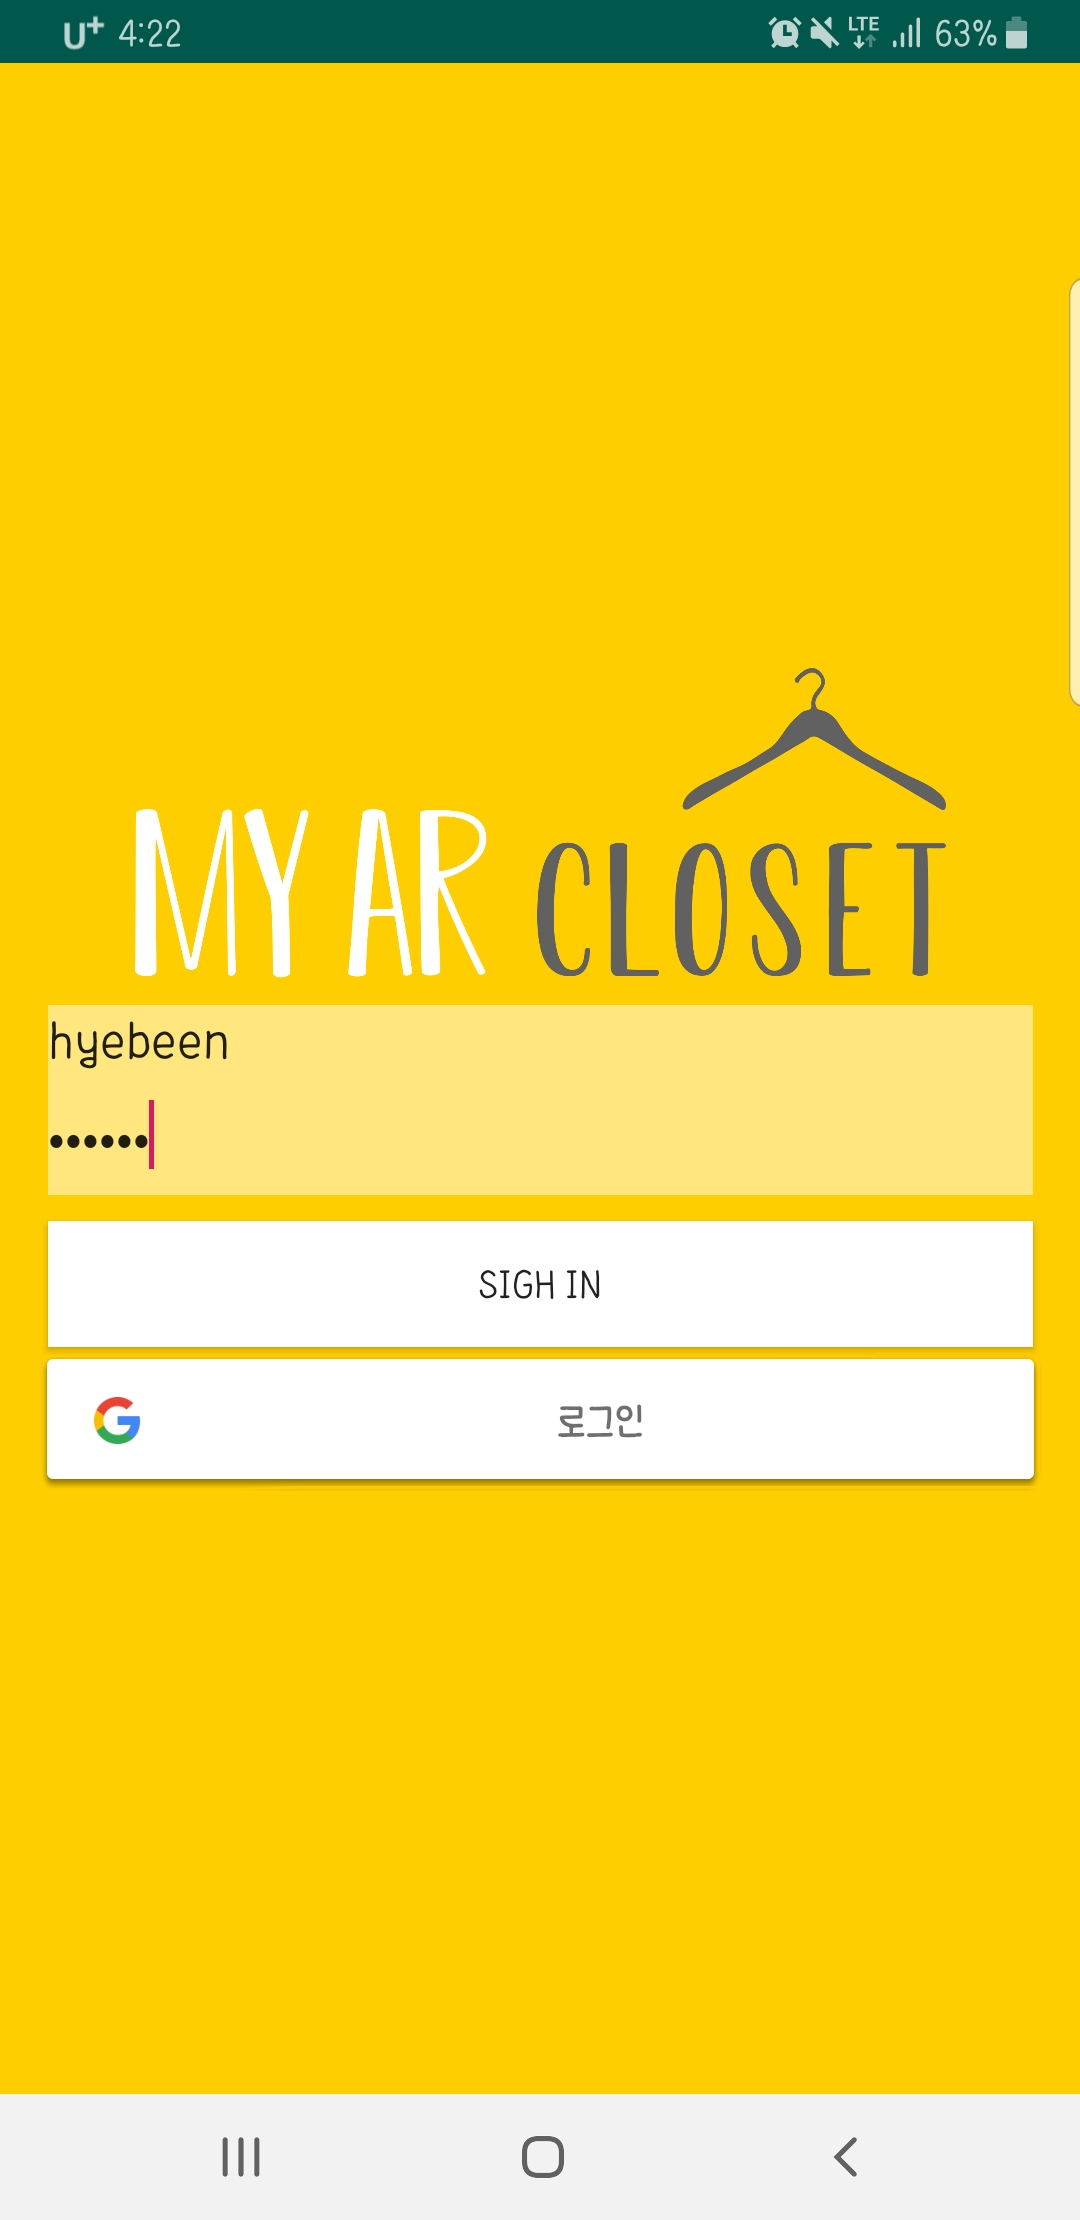 U+ 4:22 LTE 63%
MY AR CLOSET
hyebeen
••••••
SIGH IN
G 로그인